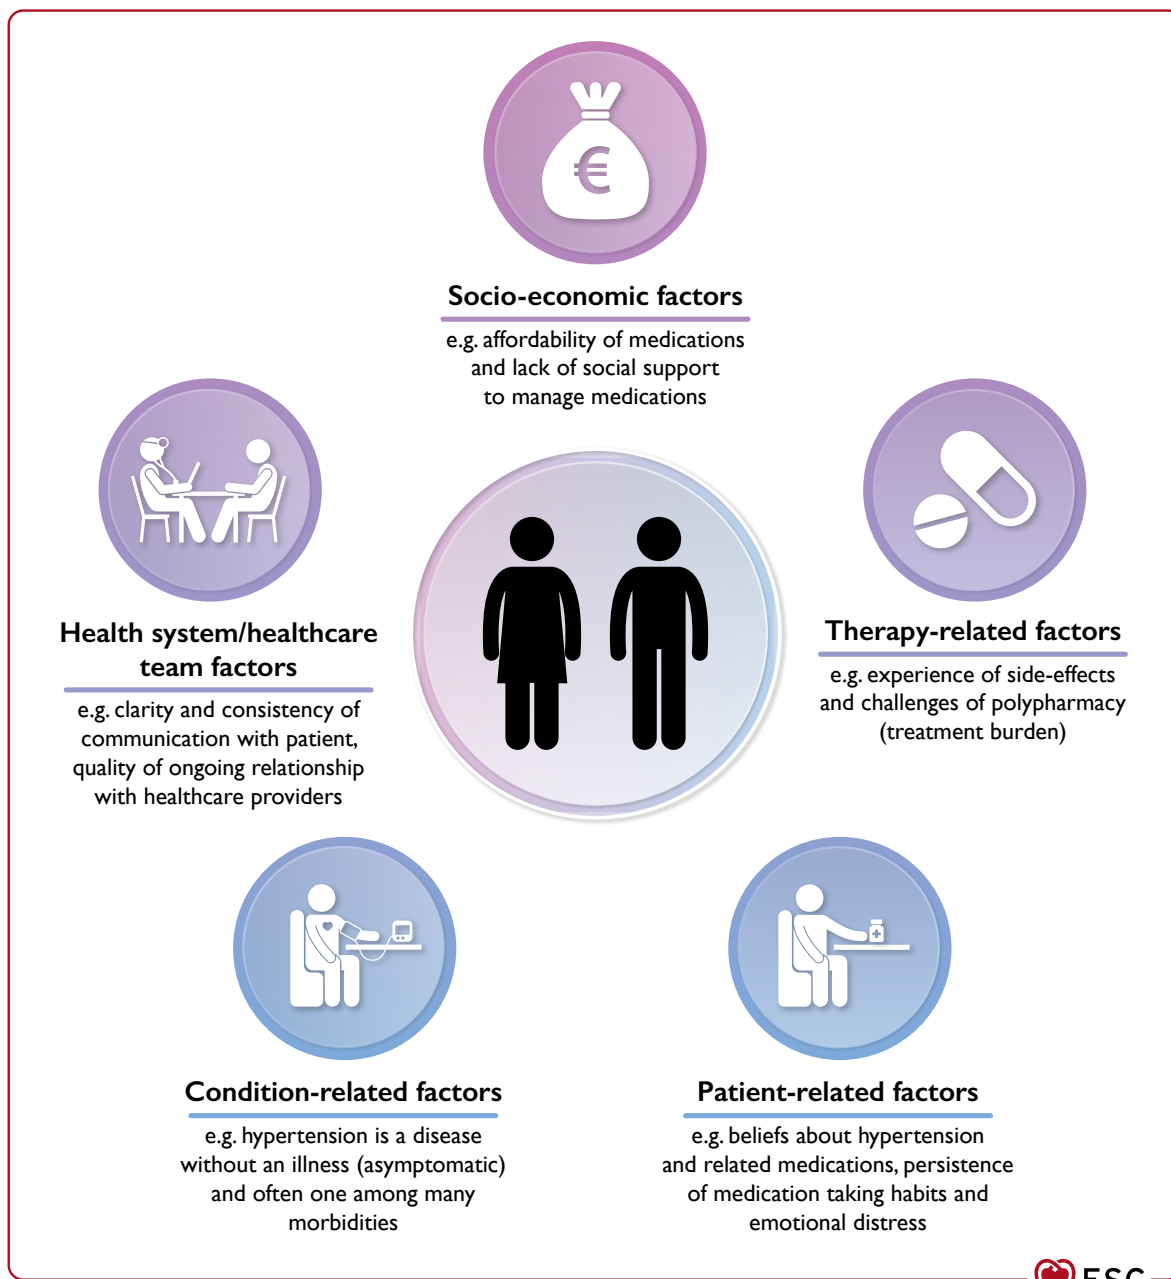 €
Socio-economic factors
e.g. affordability of medications
and lack of social support
to manage medications
Health system/healthcare
team factors
e.g. clarity and consistency of
communication with patient,
quality of ongoing relationship
with healthcare providers
Therapy-related factors
e.g. experience of side-effects
and challenges of polypharmacy
(treatment burden)
Condition-related factors
e.g. hypertension is a disease
without an illness (asymptomatic)
and often one among many
morbidities
Patient-related factors
e.g. beliefs about hypertension
and related medications, persistence
of medication taking habits and
emotional distress
ESC